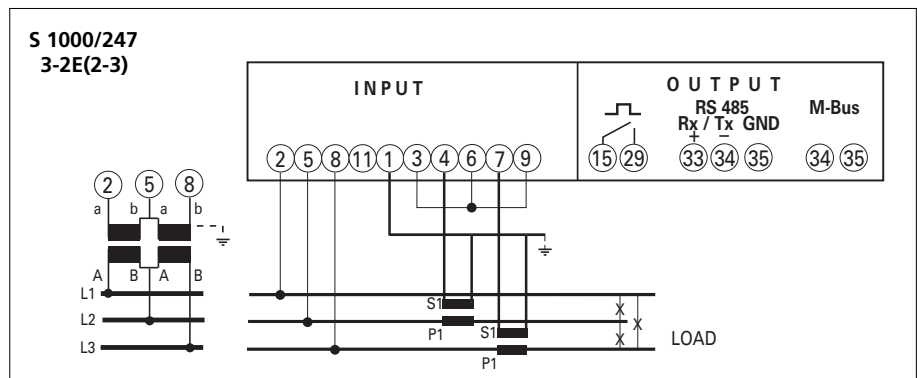 S 1000/247
3-2E(2-3)
INPUT
OUTPUT
RS 485
Rx / Tx GND
+ –
M-Bus
2 5 8 11 1 3 4 6 7 9
15 29 33 34 35 34 35
2 5 8
a b a b
A B A B
L1
L2
L3
S1
P1
S1
P1
X
X
X
LOAD